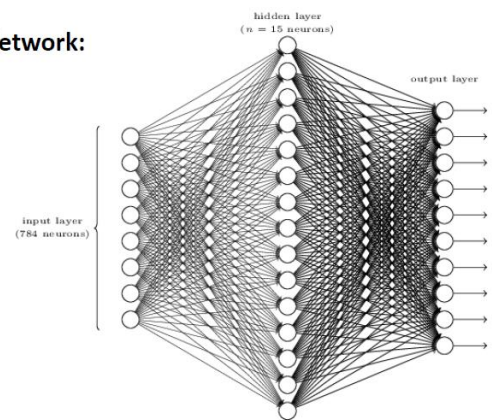 etwork:
hidden layer
(n = 15 neurons)
output layer
input layer
(784 neurons)